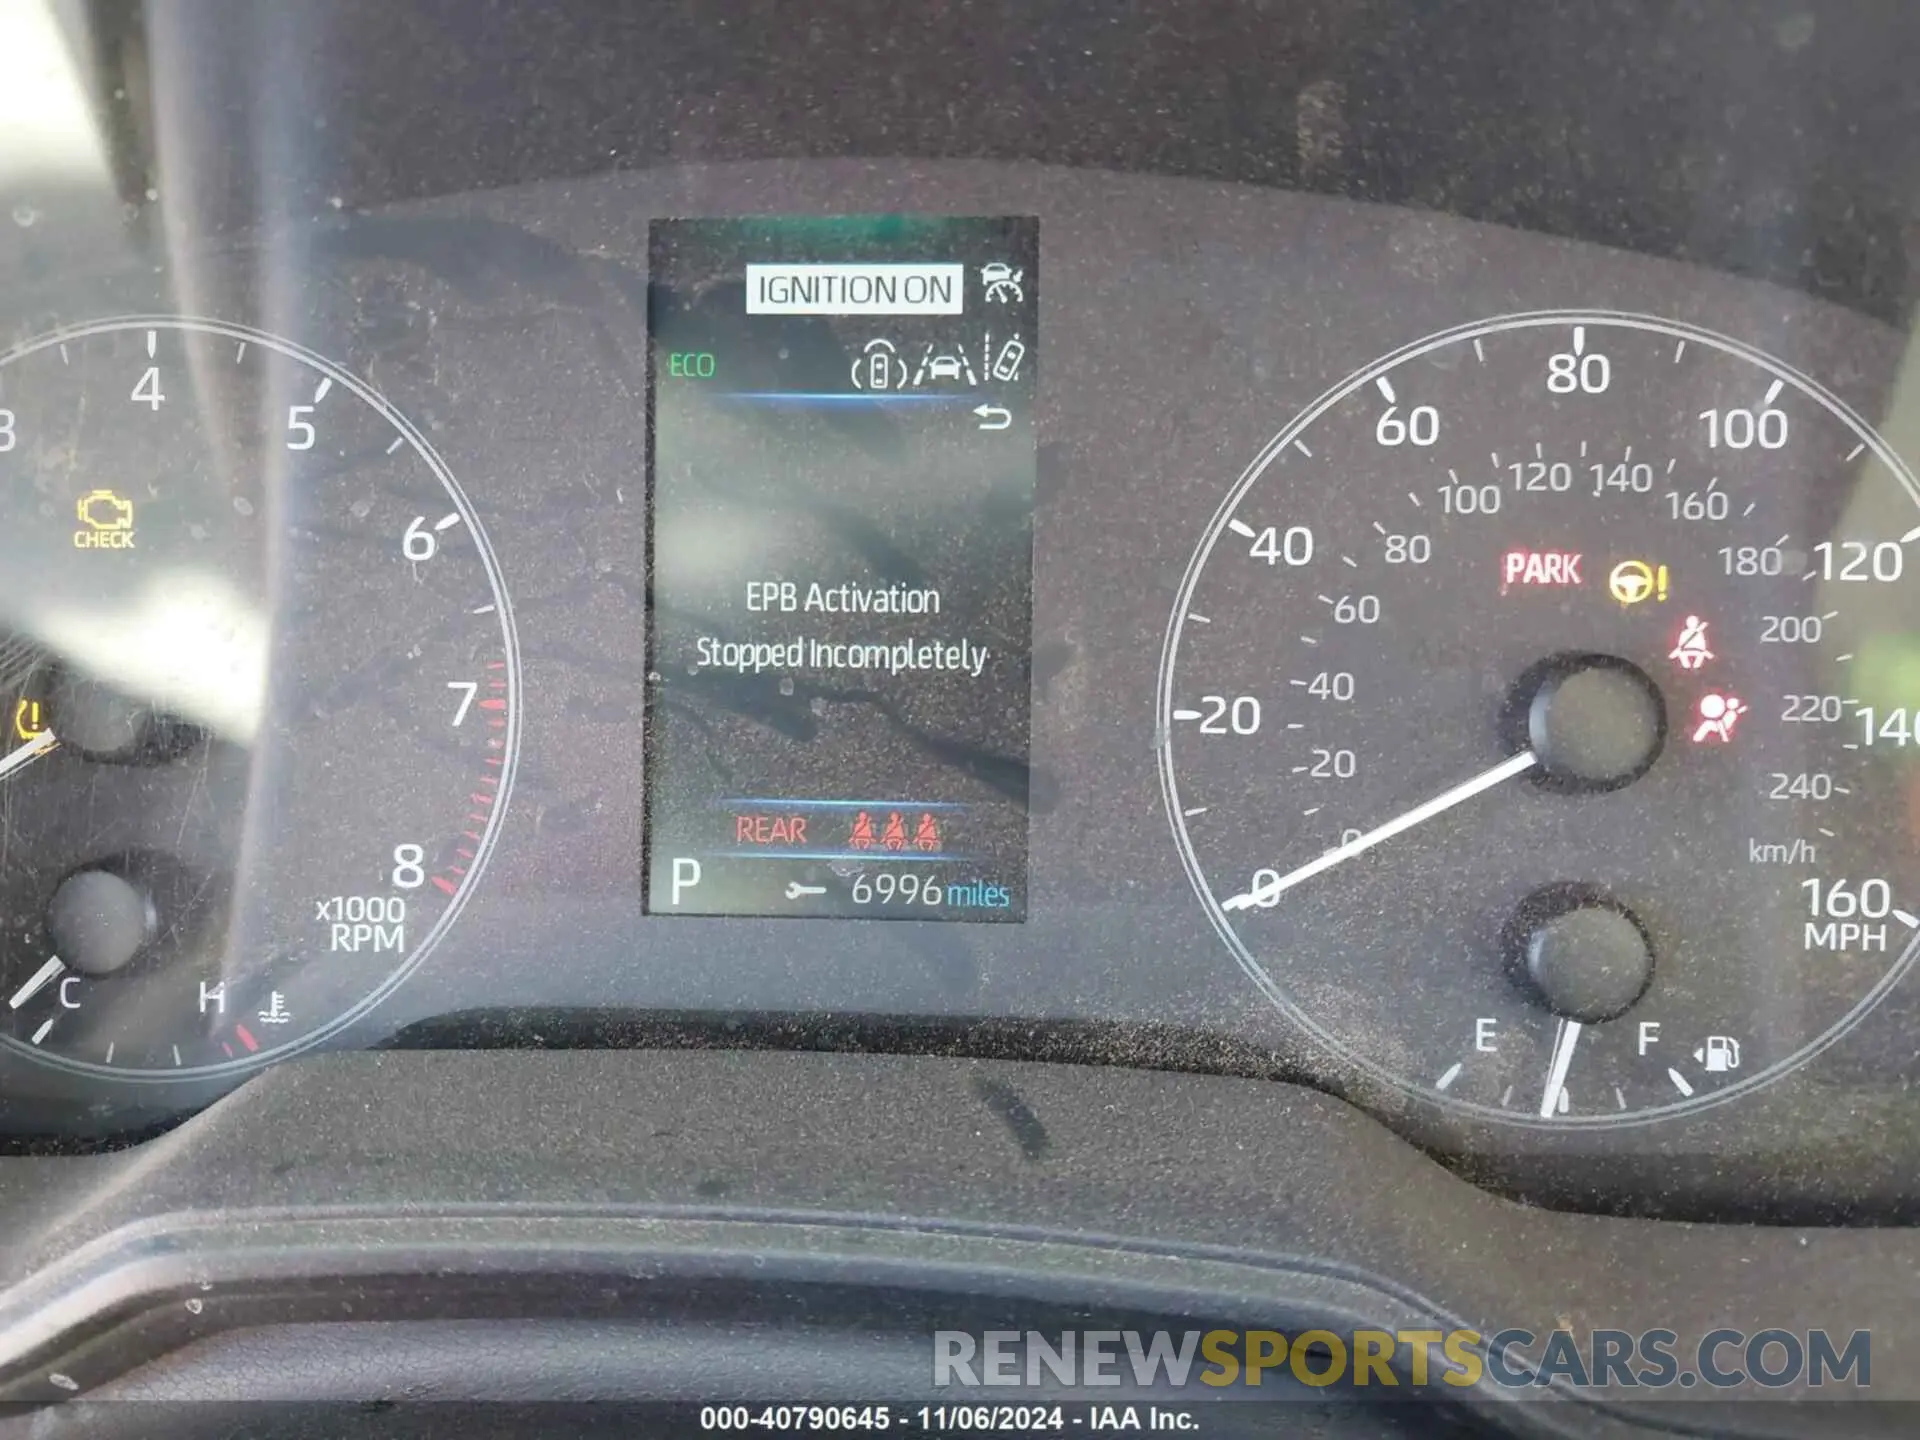 IGNITION ON
ECO
EPB Activation
Stopped Incompletely
REAR
P 6996 miles
4 5 6 7 8
x1000
RPM
CHECK
C H
0 20 40 60 80 100 120 160
MPH
0 20 40 60 80 100 120 140 160 180 200 220 240
km/h
PARK
E F
RENEWSPORTSCARS.COM
000-40790645 - 11/06/2024 - IAA Inc.